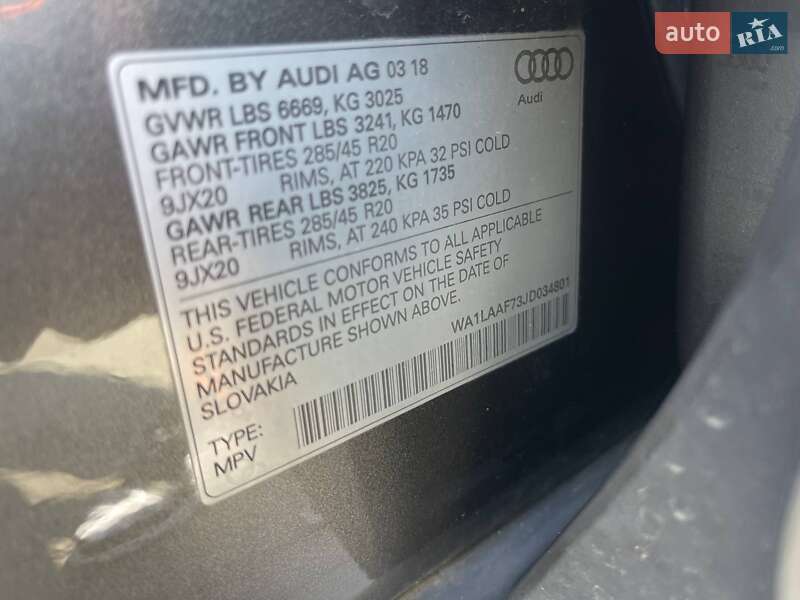 auto RIA
.com
MFD. BY AUDI AG 03 18
Audi
GVWR LBS 6669, KG 3025
GAWR FRONT LBS 3241, KG 1470
FRONT-TIRES 285/45 R20
9JX20 RIMS, AT 220 KPA 32 PSI COLD
GAWR REAR LBS 3825, KG 1735
REAR-TIRES 285/45 R20
9JX20 RIMS, AT 240 KPA 35 PSI COLD
THIS VEHICLE CONFORMS TO ALL APPLICABLE
U.S. FEDERAL MOTOR VEHICLE SAFETY
STANDARDS IN EFFECT ON THE DATE OF
MANUFACTURE SHOWN ABOVE.
SLOVAKIA
WA1LAAF73JD034801
TYPE:
MPV